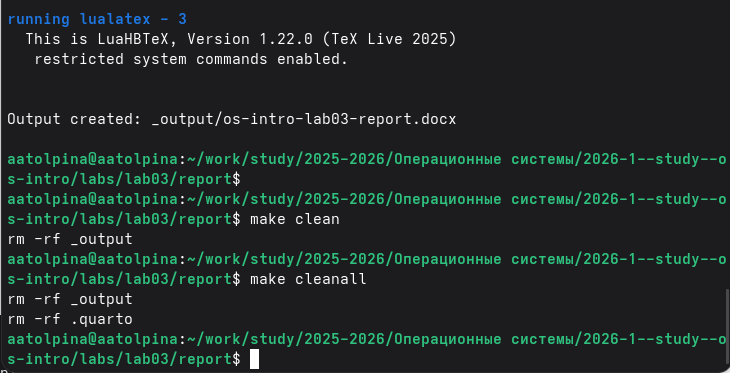 running lualatex - 3
This is LuaHBTeX, Version 1.22.0 (TeX Live 2025)
restricted system commands enabled.
Output created: _output/os-intro-lab03-report.docx
aatolpina@aatolpina:~/work/study/2025-2026/Операционные системы/2026-1--study--o
s-intro/labs/lab03/report$
aatolpina@aatolpina:~/work/study/2025-2026/Операционные системы/2026-1--study--o
s-intro/labs/lab03/report$ make clean
rm -rf _output
aatolpina@aatolpina:~/work/study/2025-2026/Операционные системы/2026-1--study--o
s-intro/labs/lab03/report$ make cleanall
rm -rf _output
rm -rf .quarto
aatolpina@aatolpina:~/work/study/2025-2026/Операционные системы/2026-1--study--o
s-intro/labs/lab03/report$